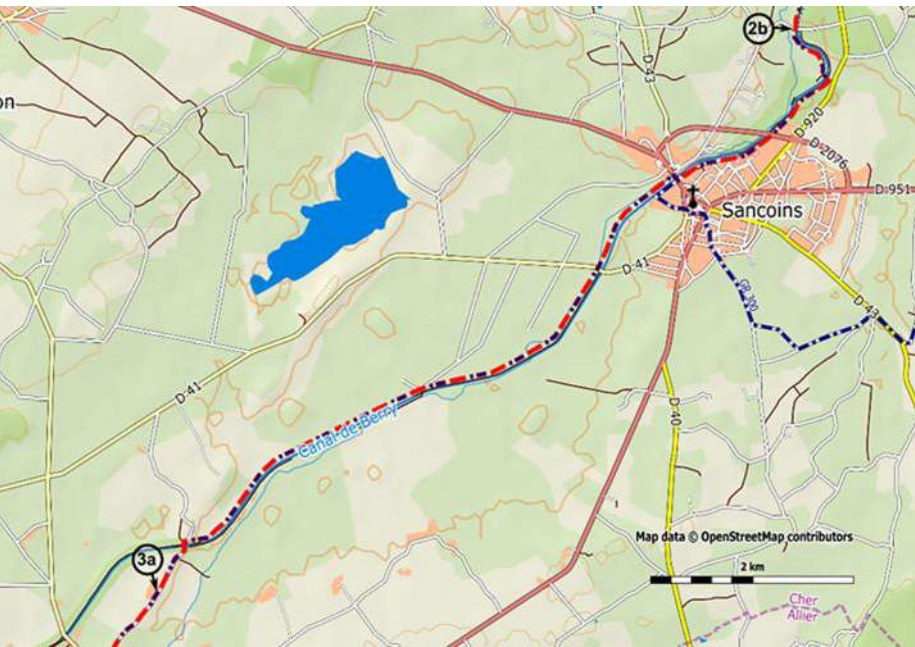 2b
D-43
on
D-920
D-2076
D-951
Sancoins
D-41
GR 300
D-43
D-41
D-40
Canal de Berry
Map data © OpenStreetMap contributors
3a
2 km
Cher
Allier